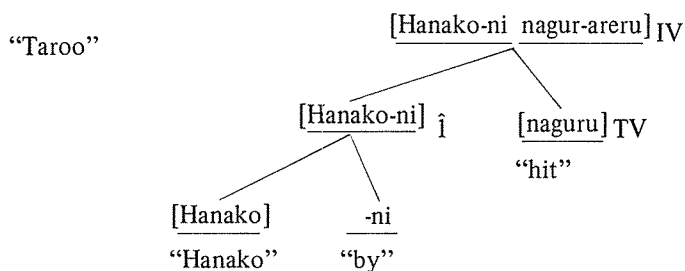 [Hanako-ni nagur-areru] IV
“Taroo”
[Hanako-ni] î
[naguru] TV
“hit”
[Hanako] -ni
“Hanako” “by”